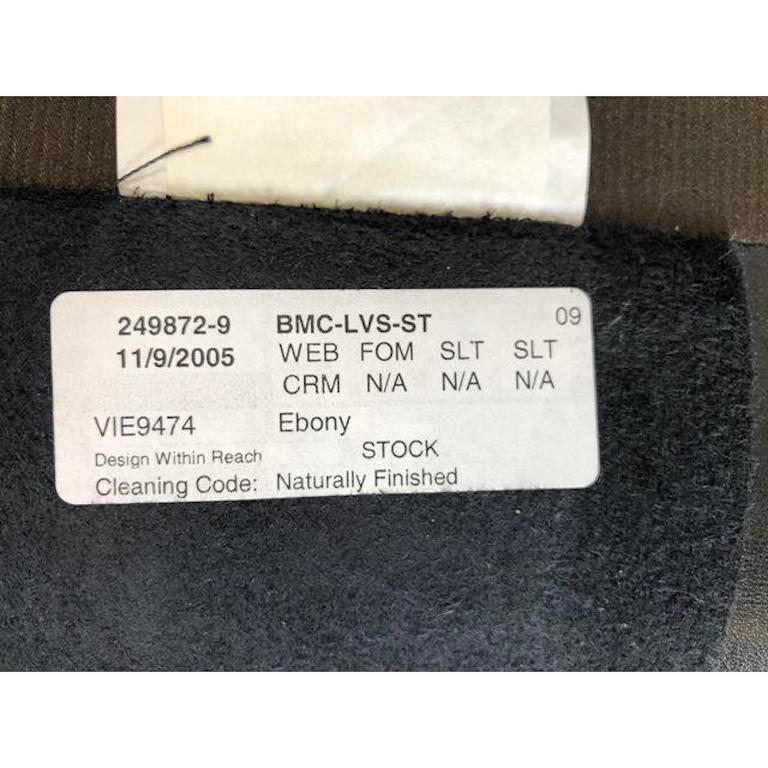 249872-9 BMC-LVS-ST 09
11/9/2005 WEB FOM SLT SLT
CRM N/A N/A N/A
VIE9474 Ebony
STOCK
Design Within Reach
Cleaning Code: Naturally Finished